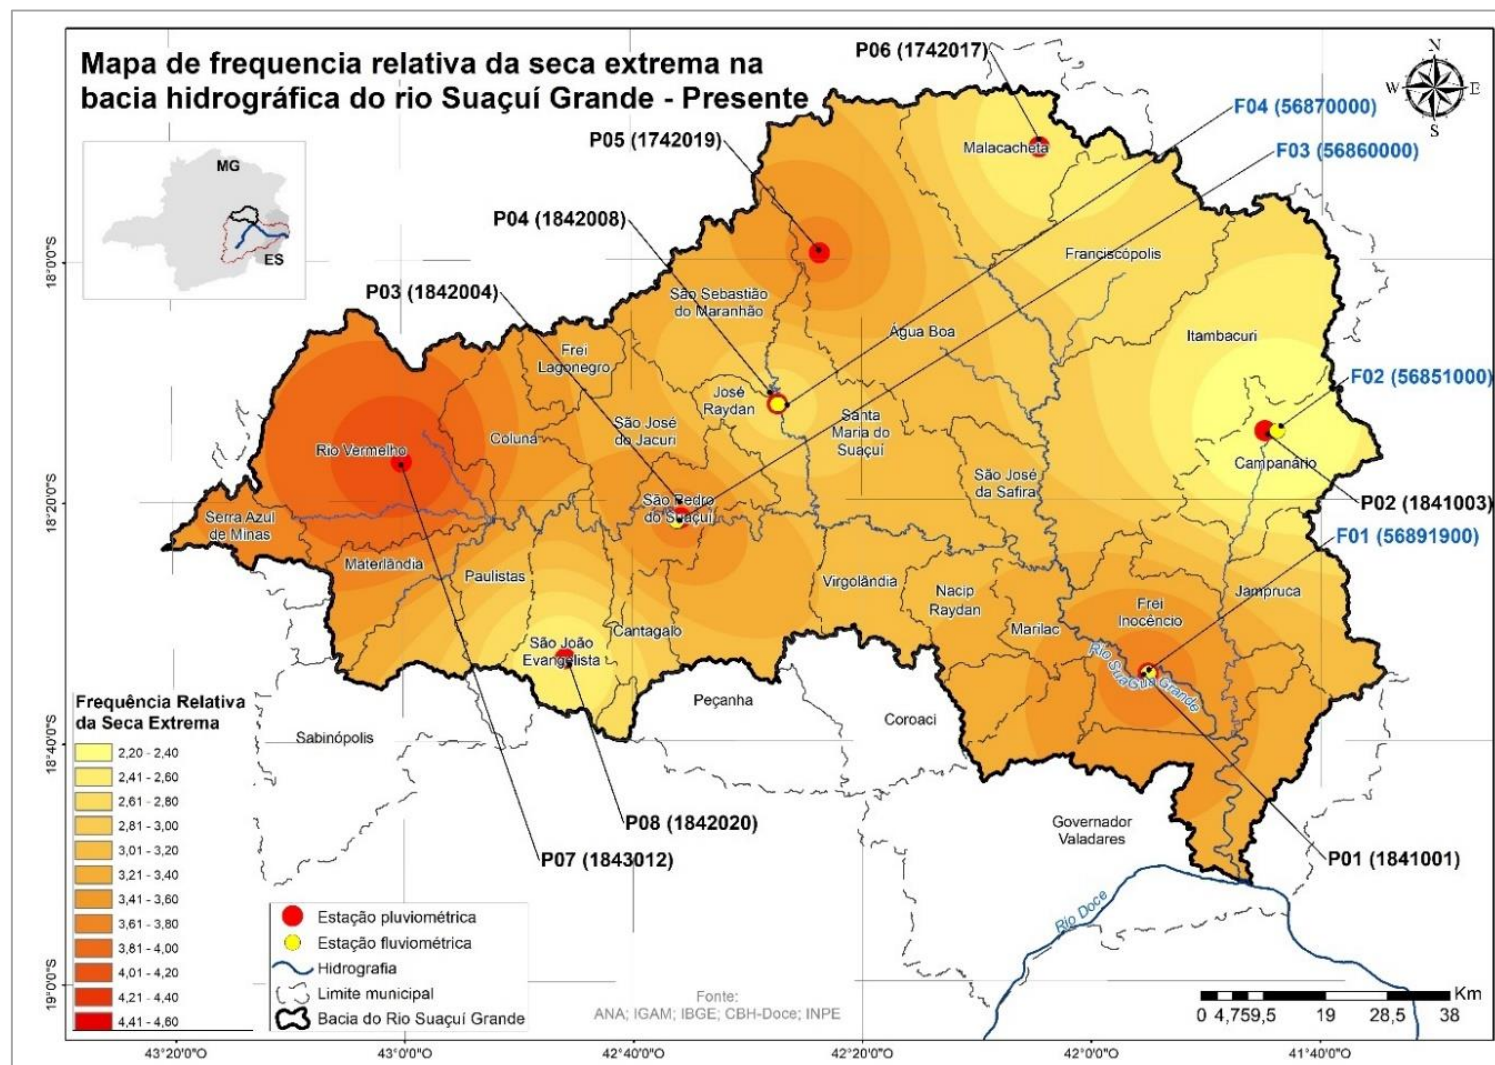 Mapa de frequencia relativa da seca extrema na
bacia hidrográfica do rio Suaçuí Grande - Presente
P06 (1742017)
N
W
E
S
F04 (56870000)
P05 (1742019)
F03 (56860000)
Malacacheta
MG
ES
P04 (1842008)
Franciscópolis
P03 (1842004)
São Sebastião
do Maranhão
Água Boa
Itambacuri
Frei
Lagonegro
F02 (56851000)
José
Raydan
Santa
Maria do
Suaçuí
São José
do Jacuri
Coluna
Rio Vermelho
Campanário
São José
da Safira
P02 (1841003)
São Pedro
do Suaçuí
Serra Azul
de Minas
F01 (56891900)
Materlândia
Paulistas
Virgolândia
Nacip
Raydan
Jampruca
Frei
Inocêncio
Marilac
Cantagalo
São João
Evangelista
Peçanha
Coroaci
Sabinópolis
Governador
Valadares
P08 (1842020)
P07 (1843012)
P01 (1841001)
Rio Doce
Frequência Relativa
da Seca Extrema
2,20 - 2,40
2,41 - 2,60
2,61 - 2,80
2,81 - 3,00
3,01 - 3,20
3,21 - 3,40
3,41 - 3,60
3,61 - 3,80
3,81 - 4,00
4,01 - 4,20
4,21 - 4,40
4,41 - 4,60
Estação pluviométrica
Estação fluviométrica
Hidrografia
Limite municipal
Bacia do Rio Suaçuí Grande
Fonte:
ANA; IGAM; IBGE; CBH-Doce; INPE
Km
0 4,759,5 19 28,5 38
18°0'0"S
18°20'0"S
18°40'0"S
19°0'0"S
43°20'0"O
43°0'0"O
42°40'0"O
42°20'0"O
42°0'0"O
41°40'0"O